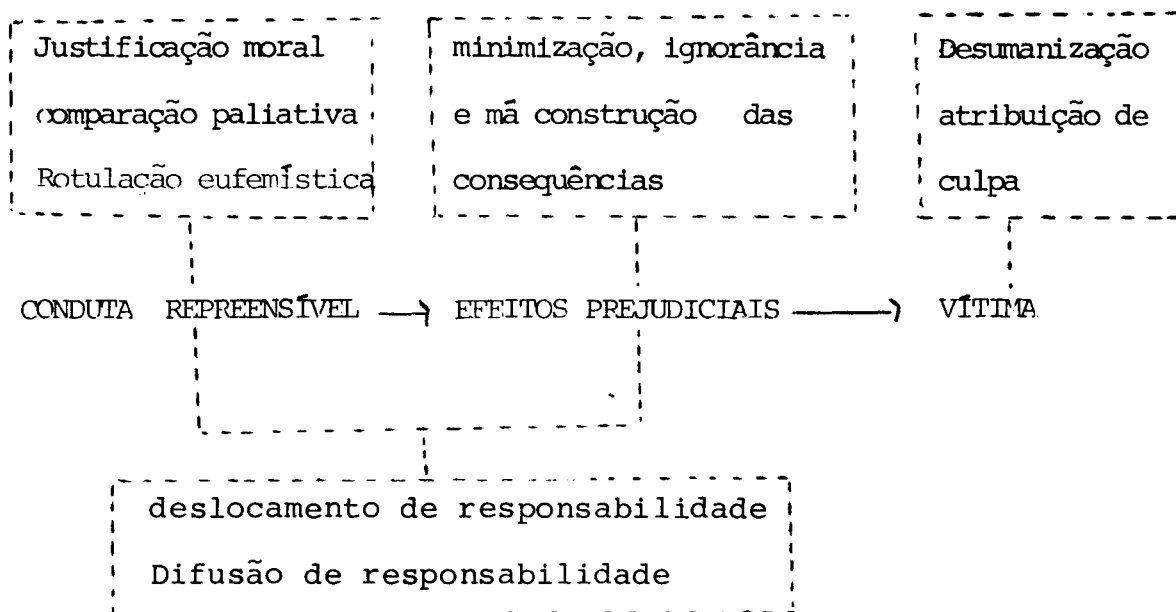 Justificação moral
comparação paliativa
Rotulação eufemística
minimização, ignorância
e má construção das
consequências
Desumanização
atribuição de
culpa
CONDUTA REPREENSÍVEL → EFEITOS PREJUDICIAIS → VÍTIMA
deslocamento de responsabilidade
Difusão de responsabilidade